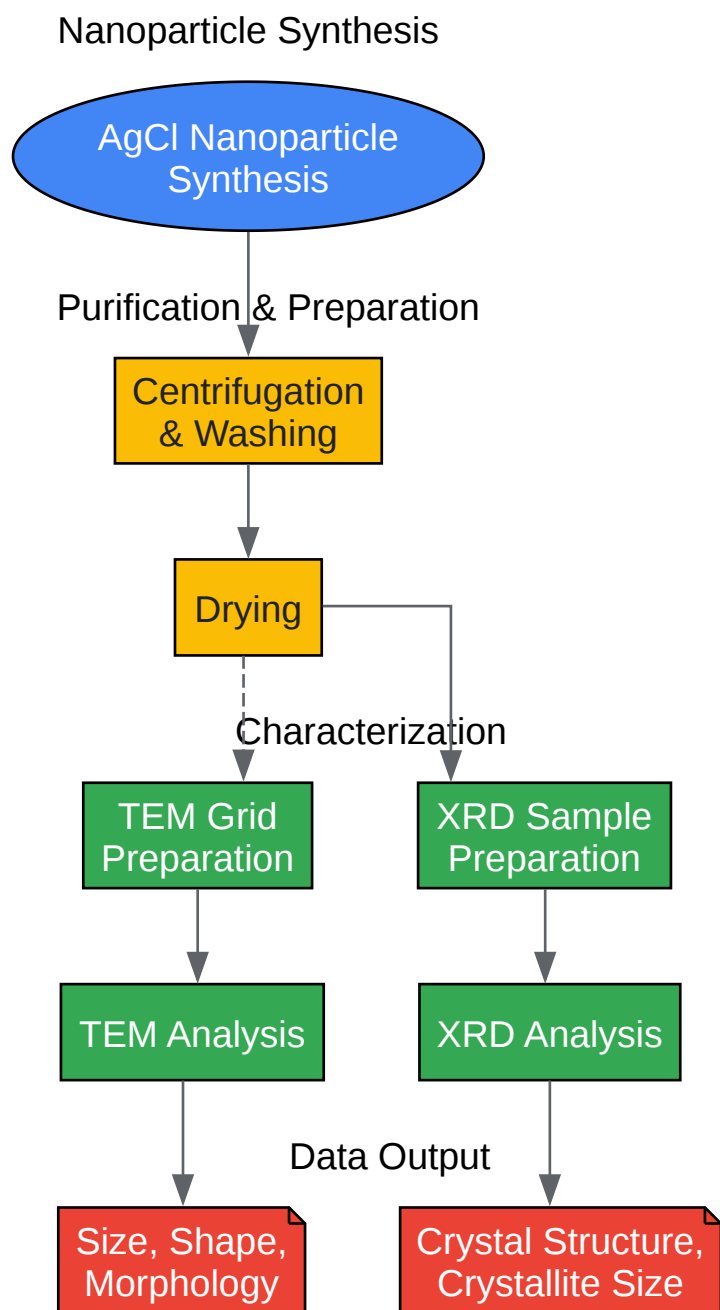 Nanoparticle Synthesis
AgCl Nanoparticle
Synthesis
Purification & Preparation
Centrifugation
& Washing
Drying
Characterization
TEM Grid
Preparation
XRD Sample
Preparation
TEM Analysis
XRD Analysis
Data Output
Size, Shape,
Morphology
Crystal Structure,
Crystallite Size